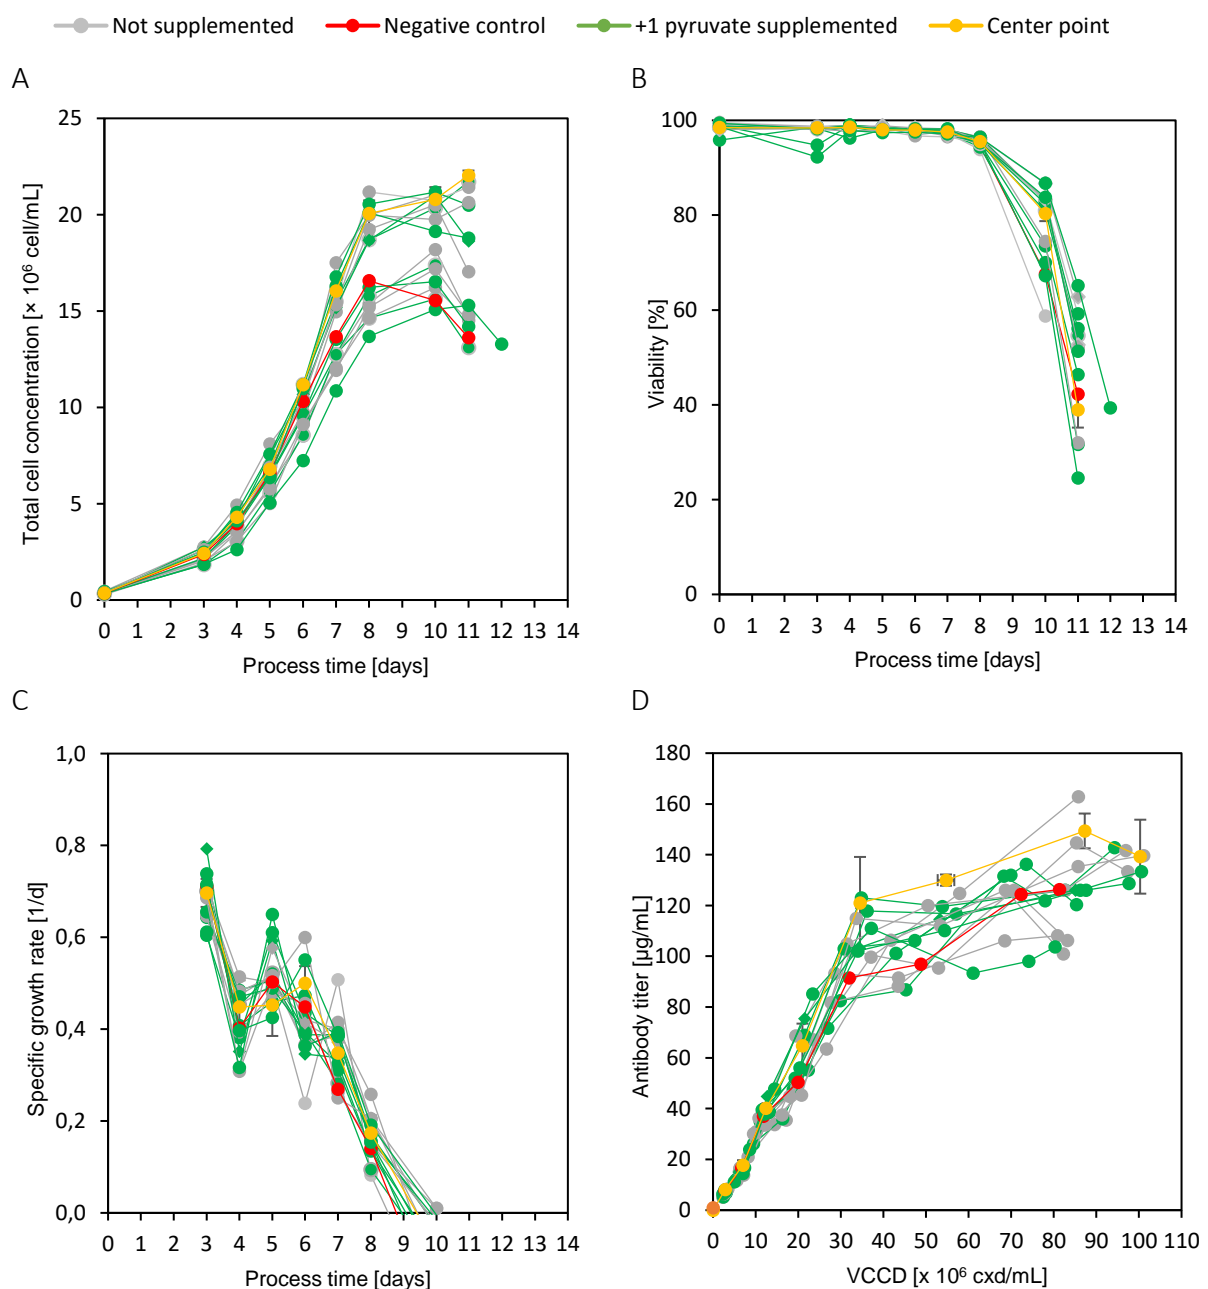 Not supplemented Negative control +1 pyruvate supplemented Center point
A
25
20
15
10
5
0
0 1 2 3 4 5 6 7 8 9 10 11 12 13 14
Total cell concentration [× 10⁶ cell/mL]
Process time [days]
B
100
80
60
40
20
0
0 1 2 3 4 5 6 7 8 9 10 11 12 13 14
Viability [%]
Process time [days]
C
1,0
0,8
0,6
0,4
0,2
0,0
0 1 2 3 4 5 6 7 8 9 10 11 12 13 14
Specific growth rate [1/d]
Process time [days]
D
180
160
140
120
100
80
60
40
20
0
0 10 20 30 40 50 60 70 80 90 100 110
Antibody titer [µg/mL]
VCCD [x 10⁶ cxd/mL]